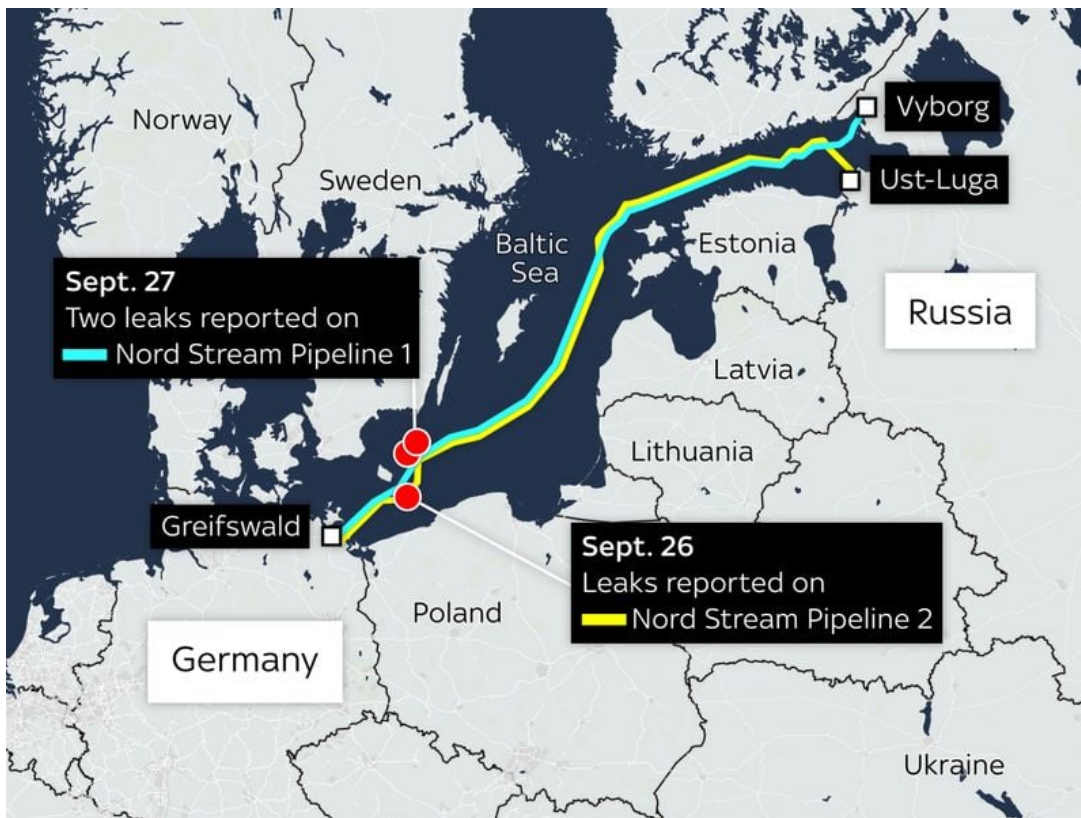 Norway
Vyborg
Sweden
Ust-Luga
Baltic
Sea
Estonia
Sept. 27
Two leaks reported on
Nord Stream Pipeline 1
Russia
Latvia
Lithuania
Greifswald
Sept. 26
Leaks reported on
Nord Stream Pipeline 2
Poland
Germany
Ukraine